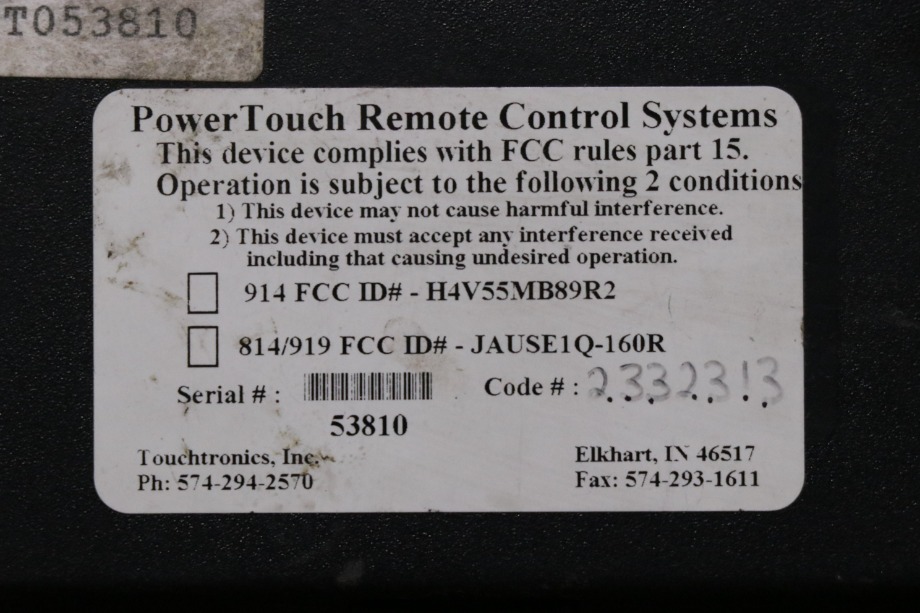 T053810
PowerTouch Remote Control Systems
This device complies with FCC rules part 15.
Operation is subject to the following 2 conditions
1) This device may not cause harmful interference.
2) This device must accept any interference received
including that causing undesired operation.
914 FCC ID# - H4V55MB89R2
814/919 FCC ID# - JAUSE1Q-160R
Serial # : Code # : 2332313
53810
Touchtronics, Inc. Elkhart, IN 46517
Ph: 574-294-2570 Fax: 574-293-1611